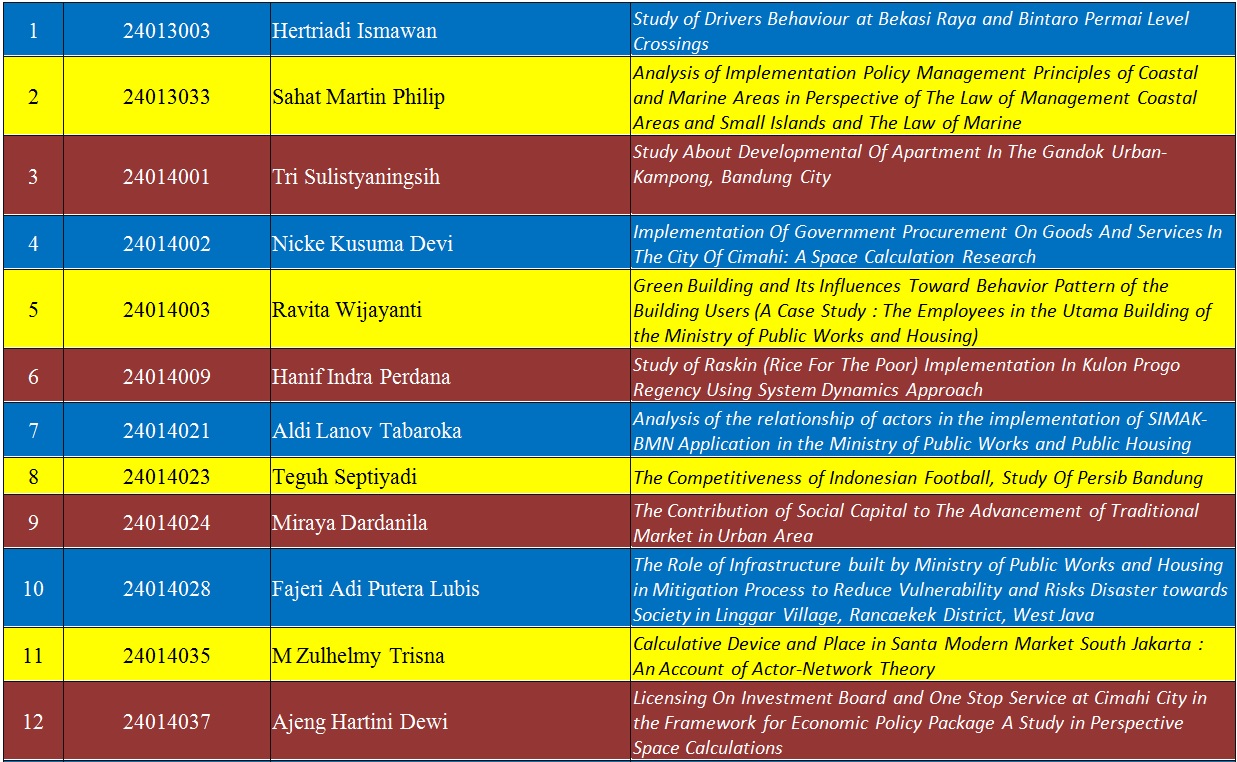 1 24013003 Hertriadi Ismawan Study of Drivers Behaviour at Bekasi Raya and Bintaro Permai Level
Crossings
2 24013033 Sahat Martin Philip Analysis of Implementation Policy Management Principles of Coastal
and Marine Areas in Perspective of The Law of Management Coastal
Areas and Small Islands and The Law of Marine
3 24014001 Tri Sulistyaningsih Study About Developmental Of Apartment In The Gandok Urban-
Kampong, Bandung City
4 24014002 Nicke Kusuma Devi Implementation Of Government Procurement On Goods And Services In
The City Of Cimahi: A Space Calculation Research
5 24014003 Ravita Wijayanti Green Building and Its Influences Toward Behavior Pattern of the
Building Users (A Case Study : The Employees in the Utama Building of
the Ministry of Public Works and Housing)
6 24014009 Hanif Indra Perdana Study of Raskin (Rice For The Poor) Implementation In Kulon Progo
Regency Using System Dynamics Approach
7 24014021 Aldi Lanov Tabaroka Analysis of the relationship of actors in the implementation of SIMAK-
BMN Application in the Ministry of Public Works and Public Housing
8 24014023 Teguh Septiyadi The Competitiveness of Indonesian Football, Study Of Persib Bandung
9 24014024 Miraya Dardanila The Contribution of Social Capital to The Advancement of Traditional
Market in Urban Area
10 24014028 Fajeri Adi Putera Lubis The Role of Infrastructure built by Ministry of Public Works and Housing
in Mitigation Process to Reduce Vulnerability and Risks Disaster towards
Society in Linggar Village, Rancaekek District, West Java
11 24014035 M Zulhelmy Trisna Calculative Device and Place in Santa Modern Market South Jakarta :
An Account of Actor-Network Theory
12 24014037 Ajeng Hartini Dewi Licensing On Investment Board and One Stop Service at Cimahi City in
the Framework for Economic Policy Package A Study in Perspective
Space Calculations